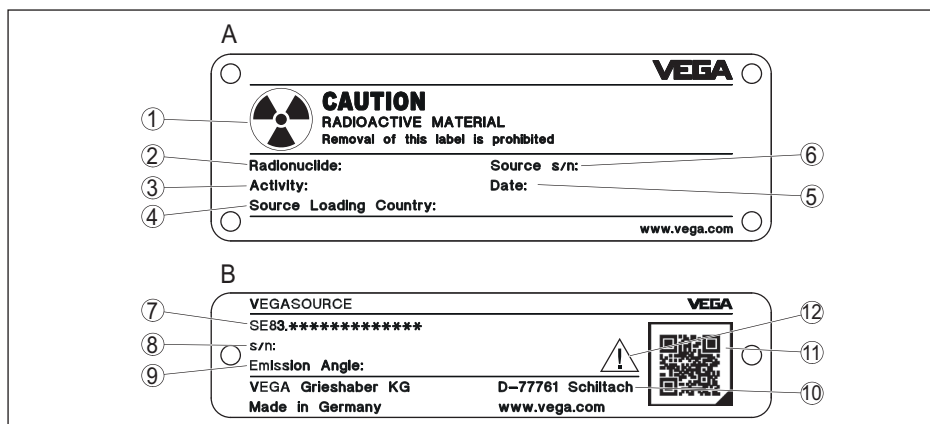 A
VEGA
CAUTION
RADIOACTIVE MATERIAL
Removal of this label is prohibited
1
2 Radionuclide: Source s/n: 6
3 Activity: Date: 5
4 Source Loading Country:
www.vega.com
B
VEGASOURCE VEGA
7 SE83.************* 12
8 s/n: 11
9 Emission Angle:
!
VEGA Grieshaber KG D-77761 Schiltach 10
Made in Germany www.vega.com